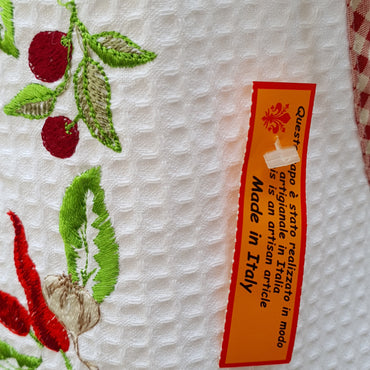 Quest apo è stato realizzato in modo
artigianale in Italia
is is an artisan article
Made in Italy